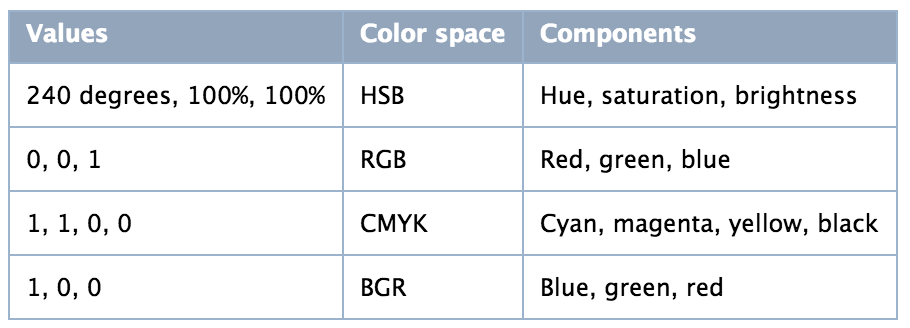 Values Color space Components
240 degrees, 100%, 100% HSB Hue, saturation, brightness
0, 0, 1 RGB Red, green, blue
1, 1, 0, 0 CMYK Cyan, magenta, yellow, black
1, 0, 0 BGR Blue, green, red